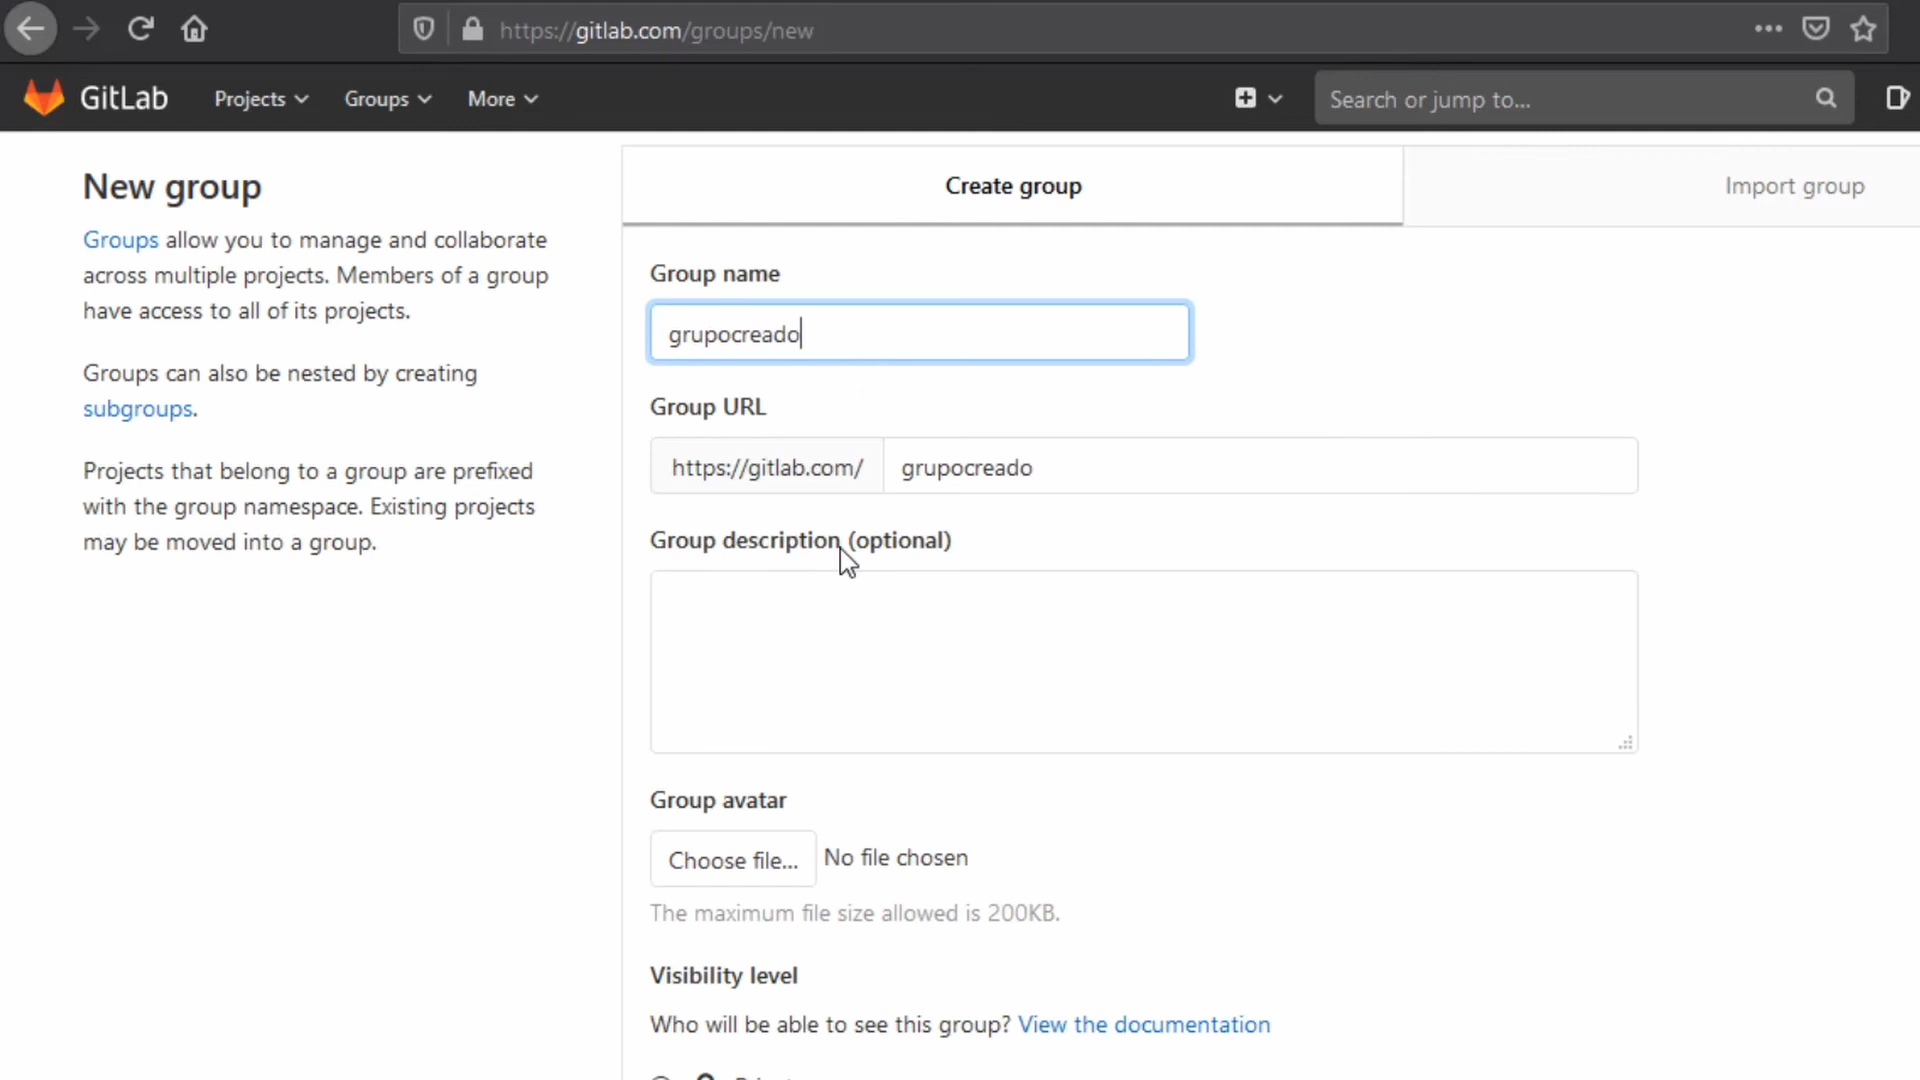 https://gitlab.com/groups/new
GitLab Projects Groups More Search or jump to...
New group
Groups allow you to manage and collaborate
across multiple projects. Members of a group
have access to all of its projects.
Groups can also be nested by creating
subgroups.
Projects that belong to a group are prefixed
with the group namespace. Existing projects
may be moved into a group.
Create group Import group
Group name
grupocreado
Group URL
https://gitlab.com/ grupocreado
Group description (optional)
Group avatar
Choose file... No file chosen
The maximum file size allowed is 200KB.
Visibility level
Who will be able to see this group? View the documentation